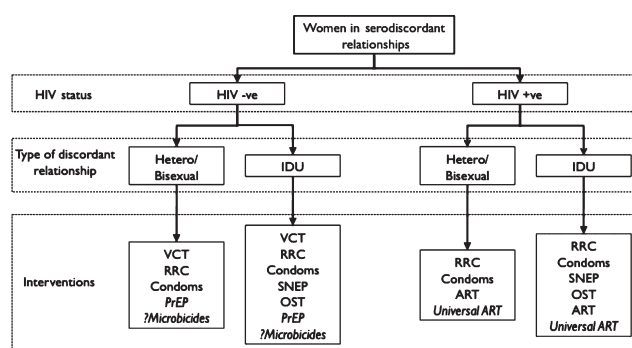 Women in serodiscordant
relationships
HIV status
HIV -ve
HIV +ve
Type of discordant
relationship
Hetero/
Bisexual
IDU
Hetero/
Bisexual
IDU
Interventions
VCT
RRC
Condoms
PrEP
?Microbicides
VCT
RRC
Condoms
SNEP
OST
PrEP
?Microbicides
RRC
Condoms
ART
Universal ART
RRC
Condoms
SNEP
OST
ART
Universal ART